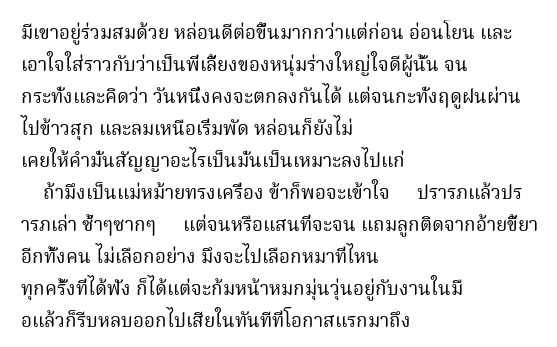 มีเขาอยู่ร่วมสมด้วย หล่อนดีต่อขึ้นมากกว่าแต่ก่อน อ่อนโยน และ
เอาใจใส่ราวกับว่าเป็นพี่เลี้ยงของหนุ่มร่างใหญ่ใจดีผู้นั้น จน
กระทั่งและคิดว่า วันหนึ่งคงจะตกลงกันได้ แต่จนกะทั่งฤดูฝนผ่าน
ไปข้าวสุก และลมเหนือเริ่มพัด หล่อนก็ยังไม่
เคยให้คำมั่นสัญญาอะไรเป็นมั่นเป็นเหมาะลงไปแก่
ถ้ามึงเป็นแม่หม้ายทรงเครื่อง ข้าก็พอจะเข้าใจ ปรารภแล้วปร
ารภเล่า ซ้ำๆซากๆ แต่จนหรือแสนที่จะจน แถมลูกติดจากอ้ายขี้ยา
อีกทั้งคน ไม่เลือกอย่าง มึงจะไปเลือกหมาที่ไหน
ทุกครั้งที่ได้ฟัง ก็ได้แต่จะก้มหน้าหมกมุ่นวุ่นอยู่กับงานในมื
อแล้วก็รีบหลบออกไปเสียในทันทีที่โอกาสแรกมาถึง